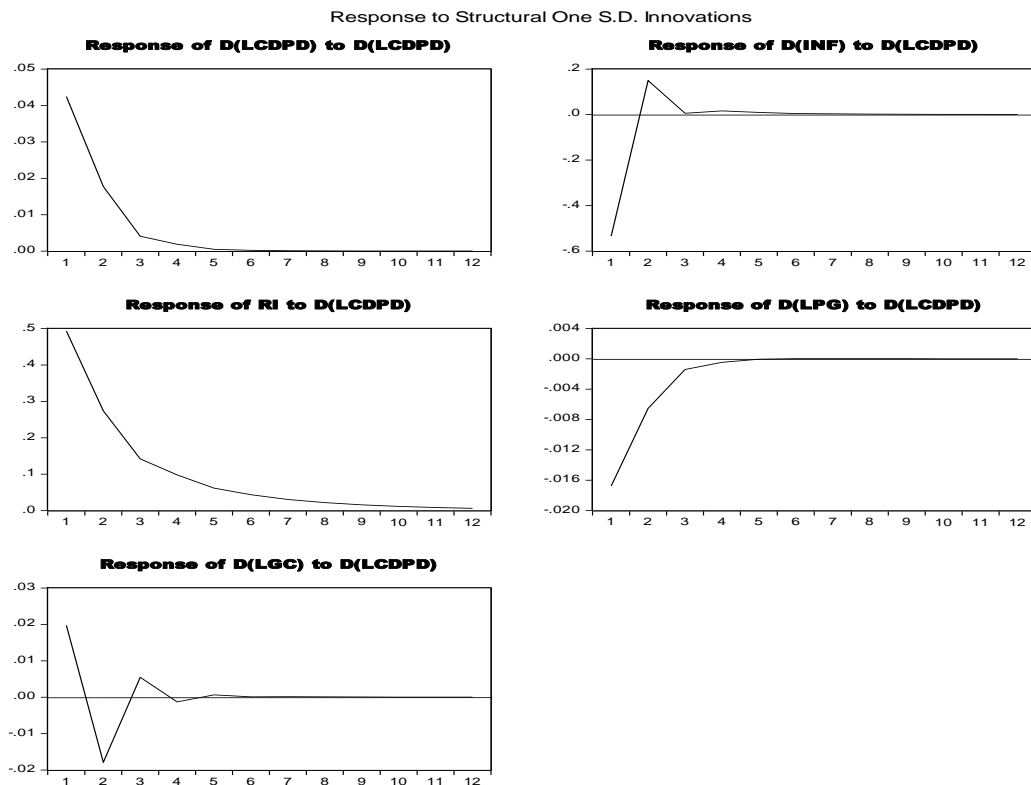 Response to Structural One S.D. Innovations
Response of D(LCDPD) to D(LCDPD)
.05
.04
.03
.02
.01
.00
1 2 3 4 5 6 7 8 9 10 11 12
Response of D(INF) to D(LCDPD)
.2
.0
-.2
-.4
-.6
1 2 3 4 5 6 7 8 9 10 11 12
Response of RI to D(LCDPD)
.5
.4
.3
.2
.1
.0
1 2 3 4 5 6 7 8 9 10 11 12
Response of D(LPG) to D(LCDPD)
.004
.000
-.004
-.008
-.012
-.016
-.020
1 2 3 4 5 6 7 8 9 10 11 12
Response of D(LGC) to D(LCDPD)
.03
.02
.01
.00
-.01
-.02
1 2 3 4 5 6 7 8 9 10 11 12